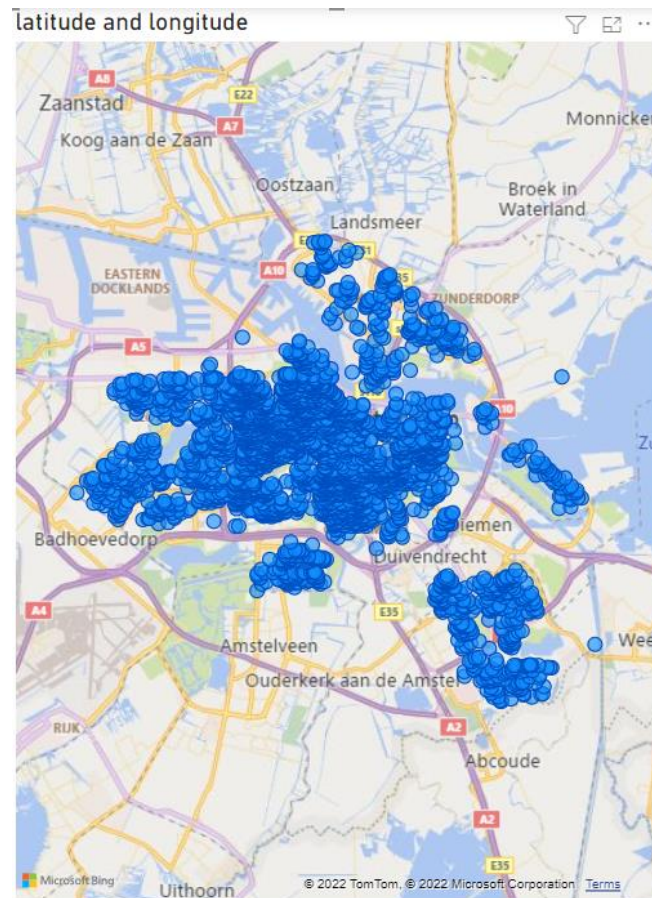 latitude and longitude
A8
E22
Zaanstad
A7
Monnicke
Koog aan de Zaan
Oostzaan
Broek in
Waterland
Landsmeer
A10
EASTERN
DOCKLANDS
ZUNDERDORP
A5
A10
Diemen
Badhoevedorp
Duivendrecht
A4
E35
Amstelveen
Wee
Ouderkerk aan de Amstel
RIJK
A2
Abcoude
A2
E35
Microsoft Bing
© 2022 TomTom, © 2022 Microsoft Corporation Terms
Uithoorn